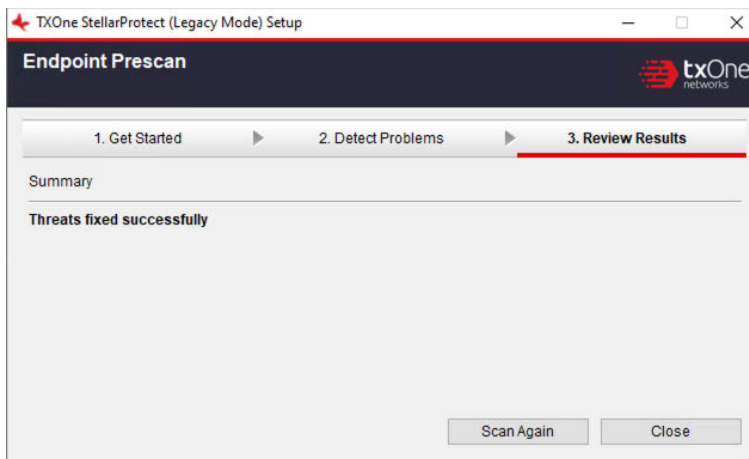 TXOne StellarProtect (Legacy Mode) Setup
Endpoint Prescan
txOne
networks
1. Get Started
2. Detect Problems
3. Review Results
Summary
Threats fixed successfully
Scan Again
Close